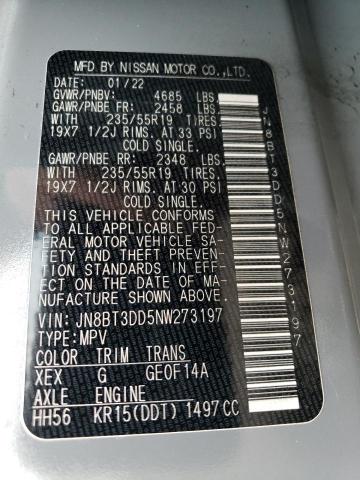 MFD BY NISSAN MOTOR CO.,LTD.
DATE: 01/22
GVWR/PNBV: 4685 LBS.
GAWR/PNBE FR: 2458 LBS.
WITH 235/55R19 TIRES.
19X7 1/2J RIMS. AT 33 PSI
COLD SINGLE.
GAWR/PNBE RR: 2348 LBS.
WITH 235/55R19 TIRES.
19X7 1/2J RIMS. AT 30 PSI
COLD SINGLE.
THIS VEHICLE CONFORMS
TO ALL APPLICABLE FED-
ERAL MOTOR VEHICLE SA-
FETY AND THEFT PREVENTION
STANDARDS IN EFF-
ECT ON THE DATE OF MA-
NUFACTURE SHOWN ABOVE.
VIN: JN8BT3DD5NW273197
TYPE: MPV
COLOR TRIM TRANS
XEX G GEOF14A
AXLE ENGINE
HH56 KR15(DDT) 1497CC
JN8BT3DD5NW273197